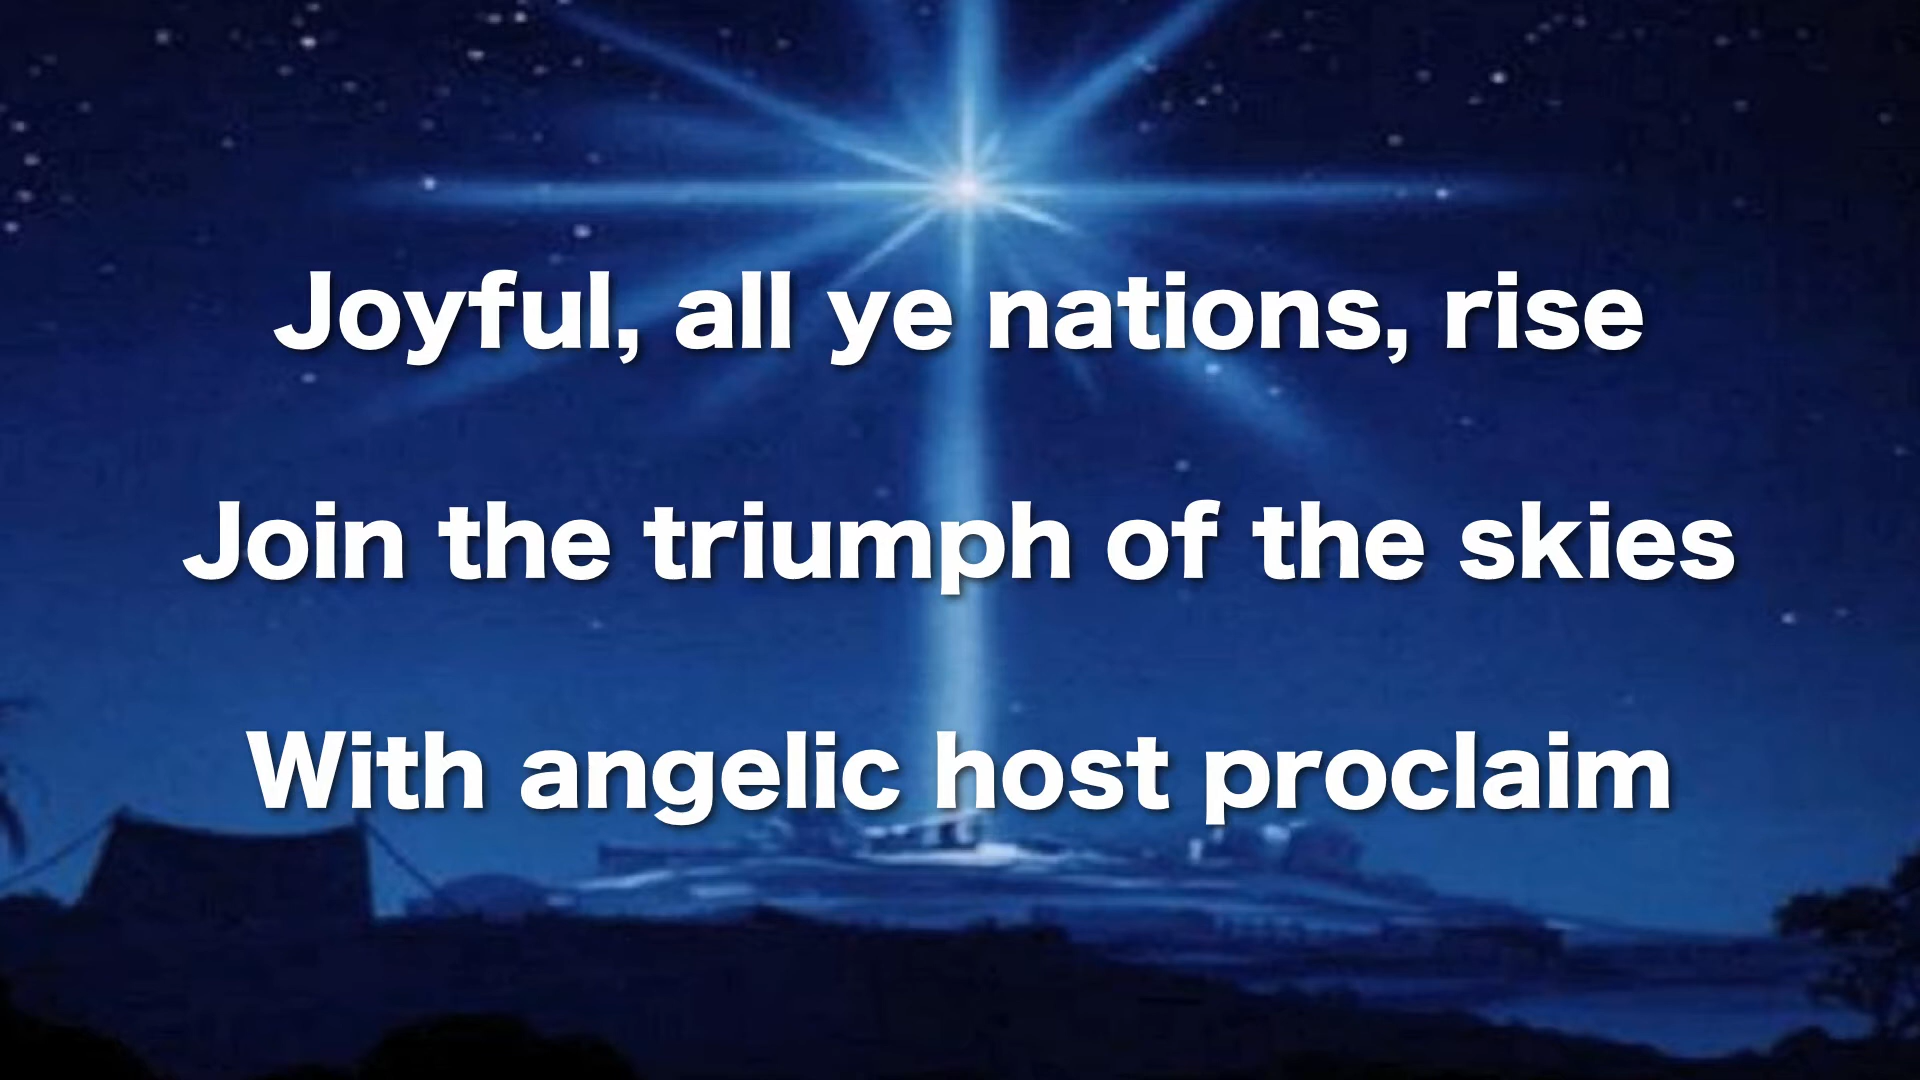 Joyful, all ye nations, rise
Join the triumph of the skies
With angelic host proclaim